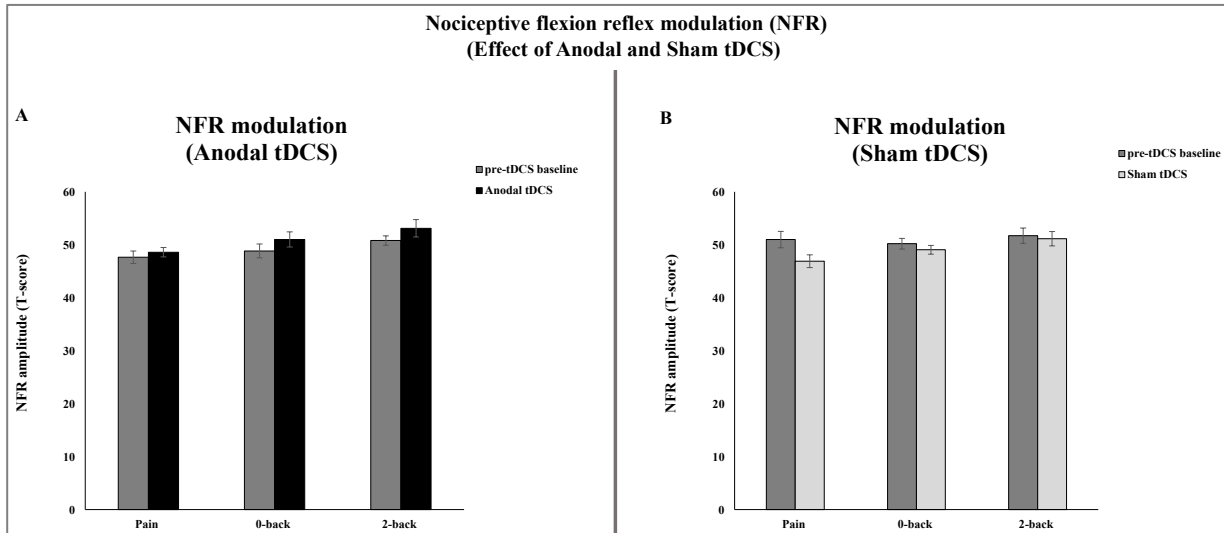 Nociceptive flexion reflex modulation (NFR)
(Effect of Anodal and Sham tDCS)
A
NFR modulation
(Anodal tDCS)
pre-tDCS baseline
Anodal tDCS
NFR amplitude (T-score)
60
50
40
30
20
10
0
Pain
0-back
2-back
B
NFR modulation
(Sham tDCS)
pre-tDCS baseline
Sham tDCS
NFR amplitude (T-score)
60
50
40
30
20
10
0
Pain
0-back
2-back